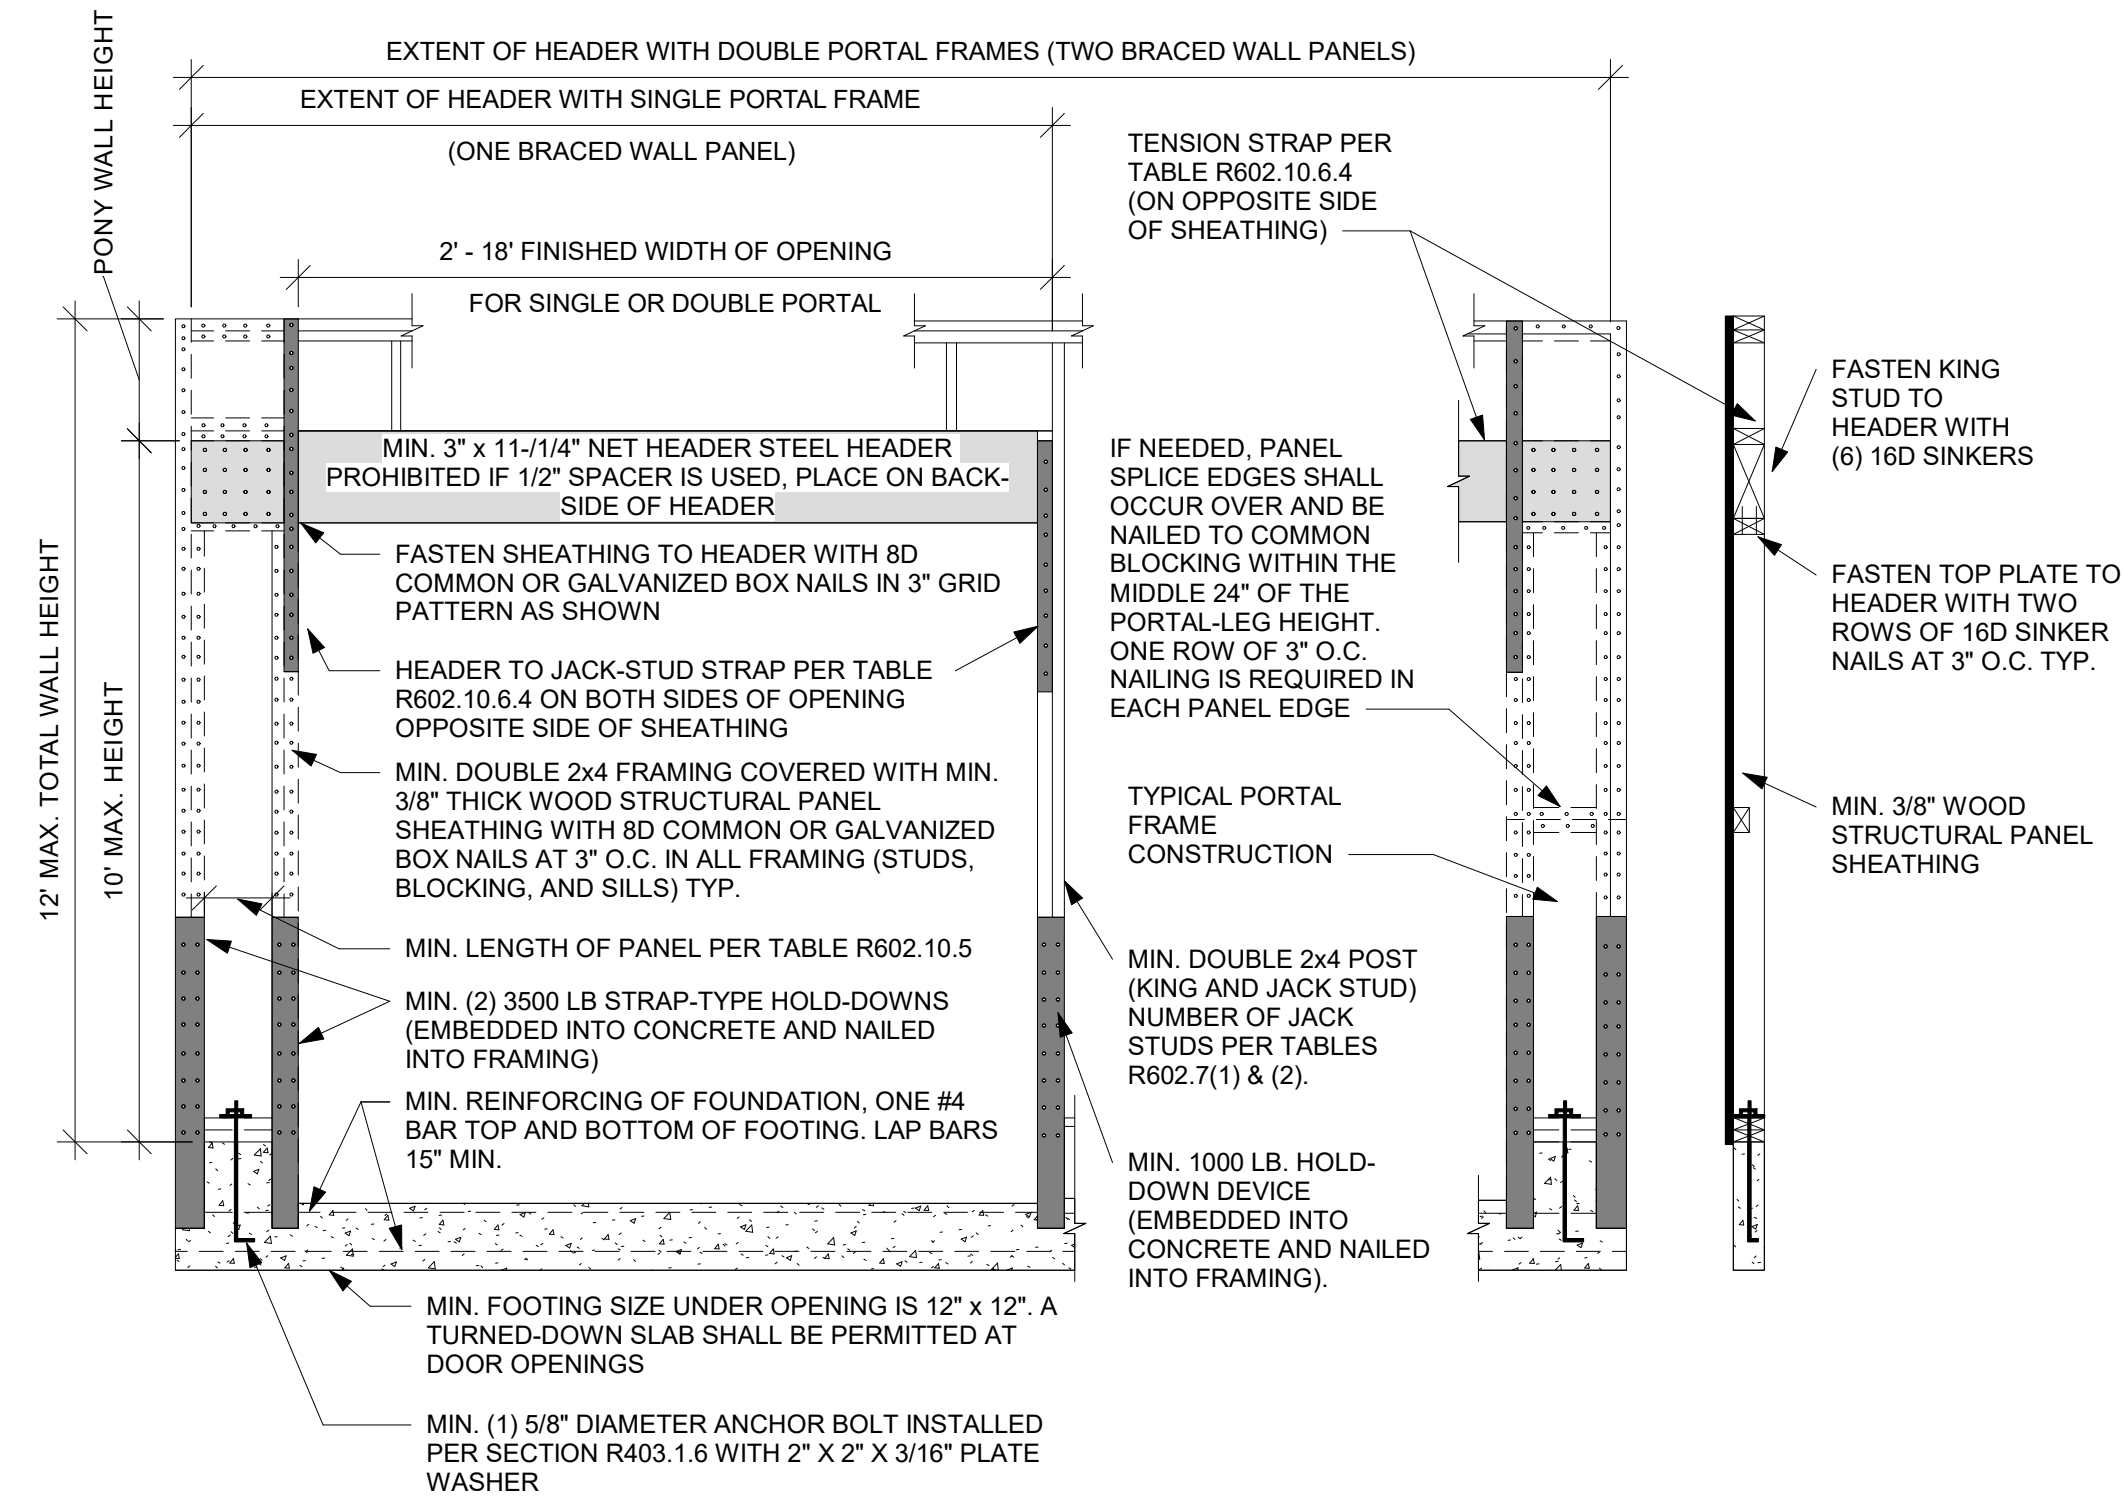 EXTENT OF HEADER WITH DOUBLE PORTAL FRAMES (TWO BRACED WALL PANELS)
EXTENT OF HEADER WITH SINGLE PORTAL FRAME
(ONE BRACED WALL PANEL)
PONY WALL HEIGHT
2' - 18' FINISHED WIDTH OF OPENING
FOR SINGLE OR DOUBLE PORTAL
TENSION STRAP PER
TABLE R602.10.6.4
(ON OPPOSITE SIDE
OF SHEATHING)
12' MAX. TOTAL WALL HEIGHT
10' MAX. HEIGHT
MIN. 3" x 11-/1/4" NET HEADER STEEL HEADER
PROHIBITED IF 1/2" SPACER IS USED, PLACE ON BACK-
SIDE OF HEADER
FASTEN SHEATHING TO HEADER WITH 8D
COMMON OR GALVANIZED BOX NAILS IN 3" GRID
PATTERN AS SHOWN
HEADER TO JACK-STUD STRAP PER TABLE
R602.10.6.4 ON BOTH SIDES OF OPENING
OPPOSITE SIDE OF SHEATHING
MIN. DOUBLE 2x4 FRAMING COVERED WITH MIN.
3/8" THICK WOOD STRUCTURAL PANEL
SHEATHING WITH 8D COMMON OR GALVANIZED
BOX NAILS AT 3" O.C. IN ALL FRAMING (STUDS,
BLOCKING, AND SILLS) TYP.
MIN. LENGTH OF PANEL PER TABLE R602.10.5
MIN. (2) 3500 LB STRAP-TYPE HOLD-DOWNS
(EMBEDDED INTO CONCRETE AND NAILED
INTO FRAMING)
MIN. REINFORCING OF FOUNDATION, ONE #4
BAR TOP AND BOTTOM OF FOOTING. LAP BARS
15" MIN.
MIN. FOOTING SIZE UNDER OPENING IS 12" x 12". A
TURNED-DOWN SLAB SHALL BE PERMITTED AT
DOOR OPENINGS
MIN. (1) 5/8" DIAMETER ANCHOR BOLT INSTALLED
PER SECTION R403.1.6 WITH 2" X 2" X 3/16" PLATE
WASHER
IF NEEDED, PANEL
SPLICE EDGES SHALL
OCCUR OVER AND BE
NAILED TO COMMON
BLOCKING WITHIN THE
MIDDLE 24" OF THE
PORTAL-LEG HEIGHT.
ONE ROW OF 3" O.C.
NAILING IS REQUIRED IN
EACH PANEL EDGE
TYPICAL PORTAL
FRAME
CONSTRUCTION
MIN. DOUBLE 2x4 POST
(KING AND JACK STUD)
NUMBER OF JACK
STUDS PER TABLES
R602.7(1) & (2).
MIN. 1000 LB. HOLD-
DOWN DEVICE
(EMBEDDED INTO
CONCRETE AND NAILED
INTO FRAMING).
FASTEN KING
STUD TO
HEADER WITH
(6) 16D SINKERS
FASTEN TOP PLATE TO
HEADER WITH TWO
ROWS OF 16D SINKER
NAILS AT 3" O.C. TYP.
MIN. 3/8" WOOD
STRUCTURAL PANEL
SHEATHING